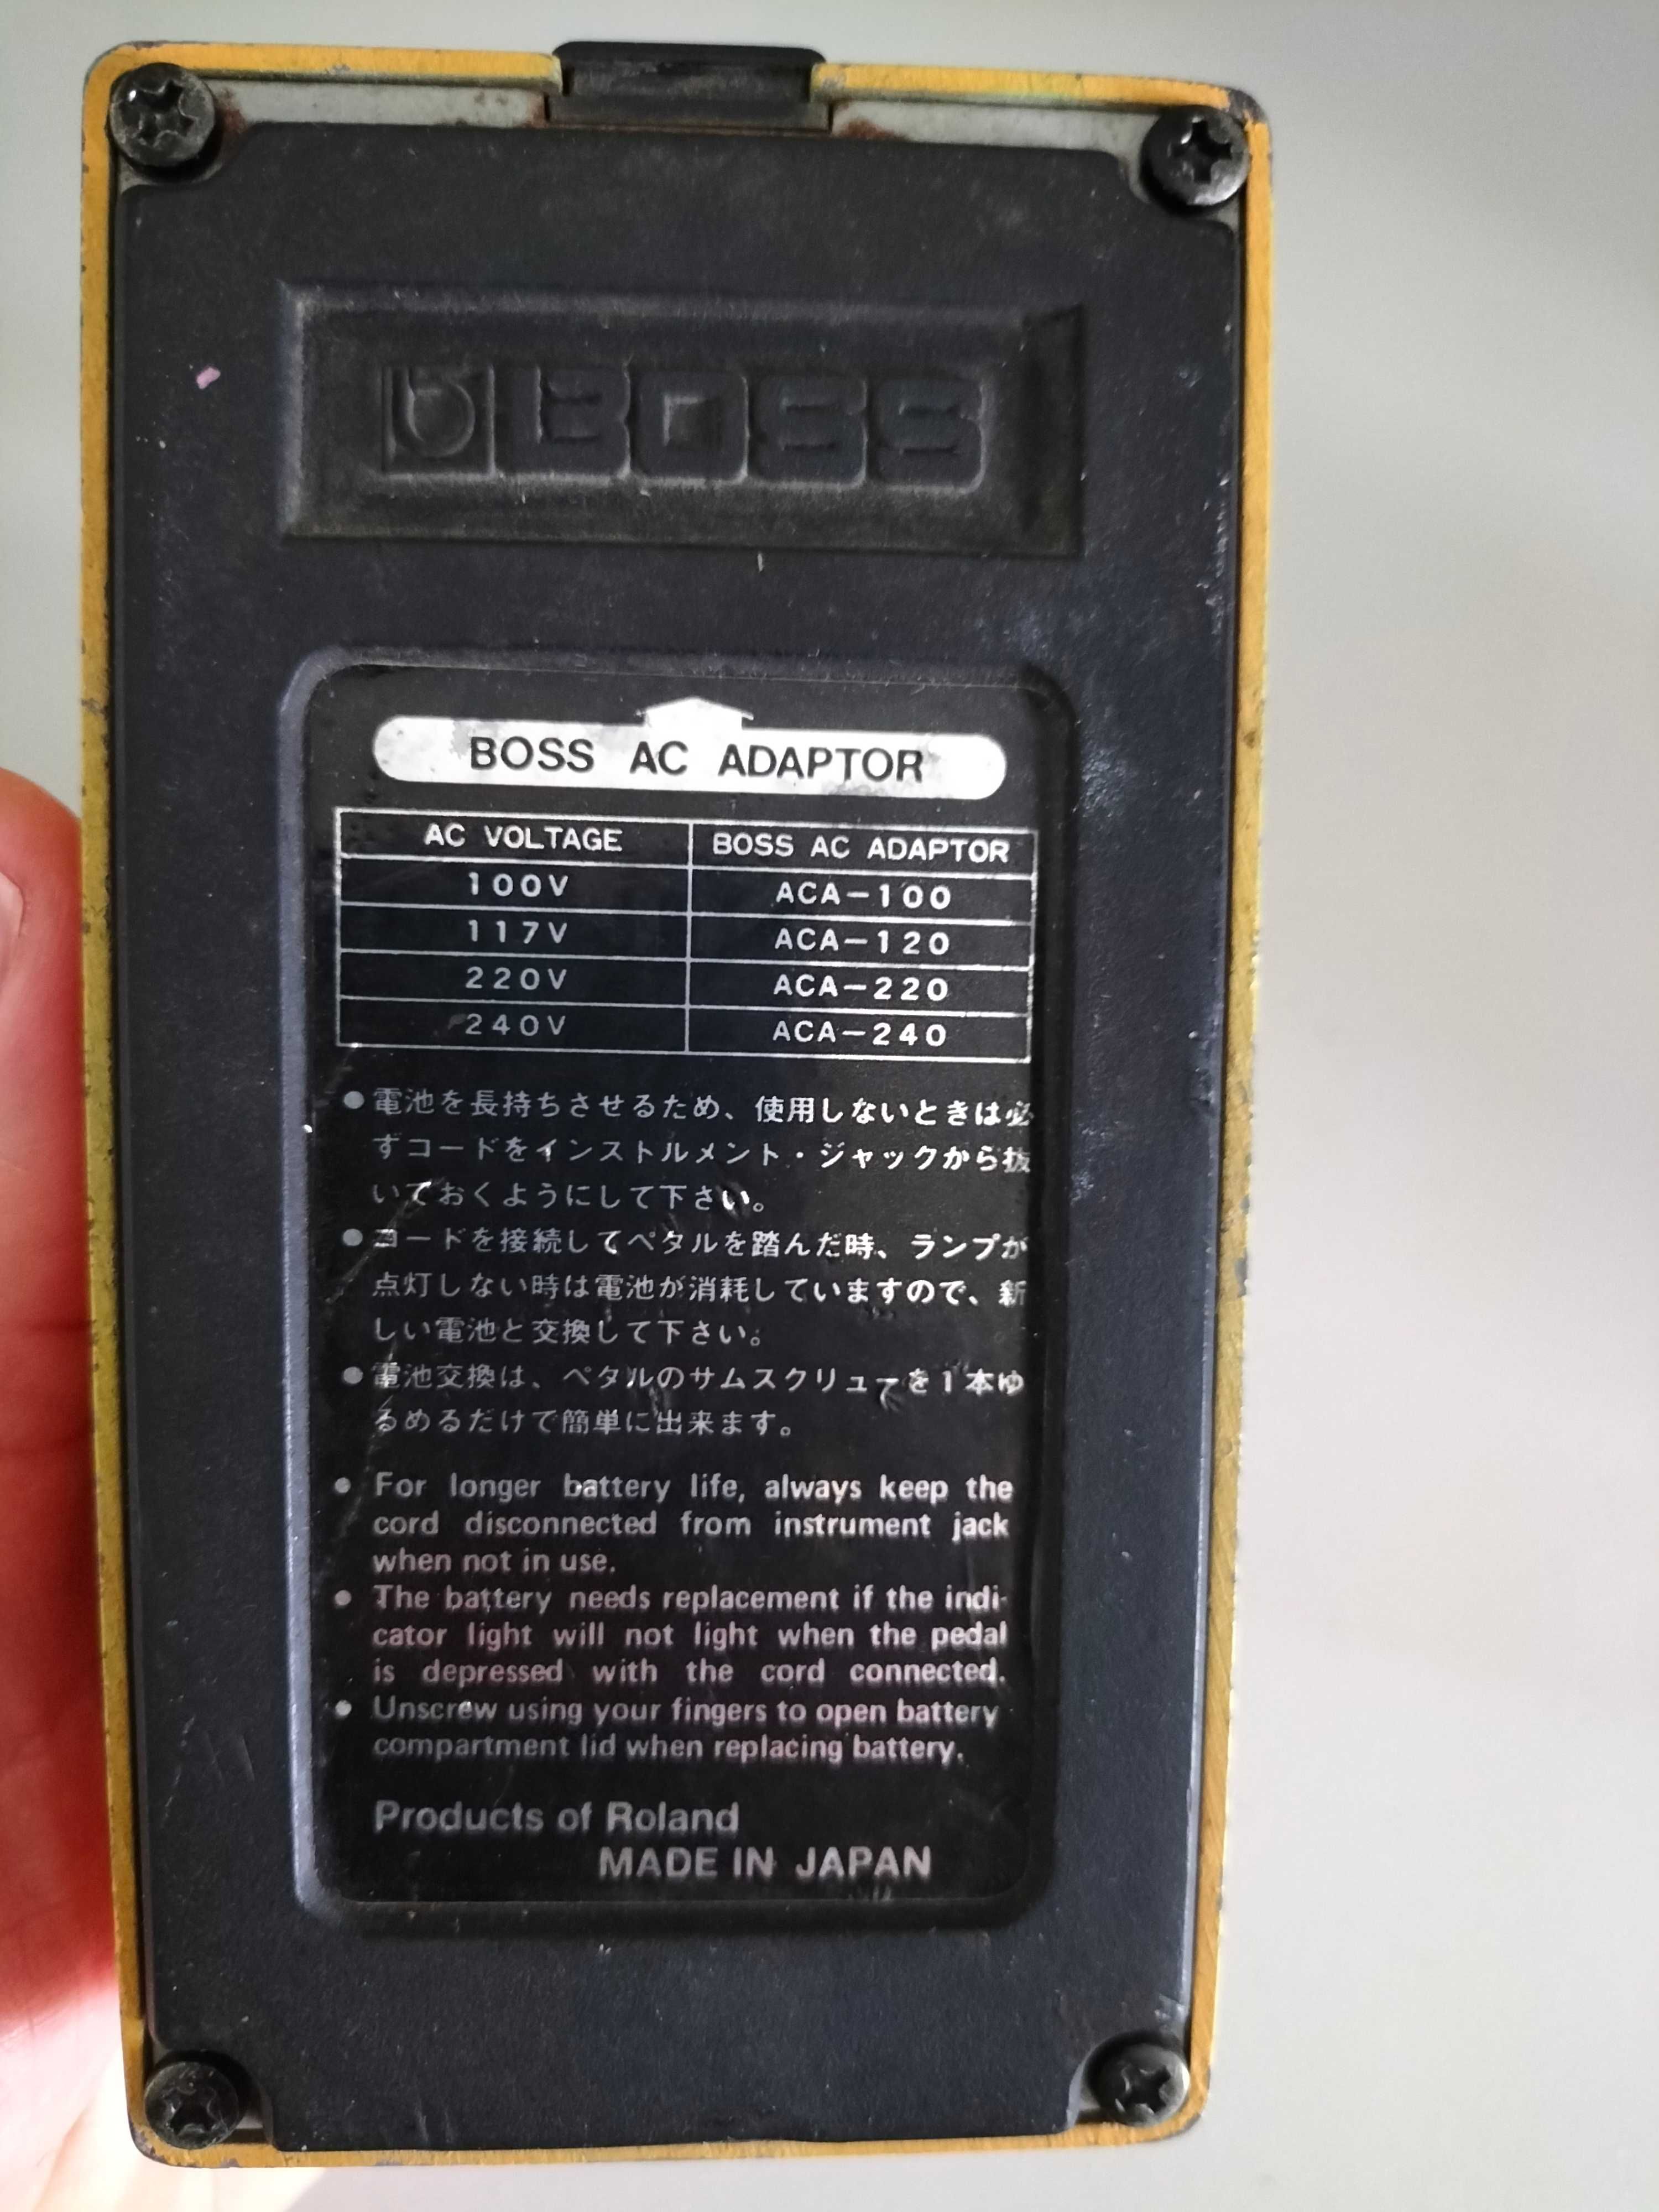 BOSS
BOSS AC ADAPTOR
AC VOLTAGE BOSS AC ADAPTOR
100V ACA-100
117V ACA-120
220V ACA-220
240V ACA-240
●電池を長持ちさせるため、使用しないときは必
ずコードをインストルメント・ジャックから抜
いておくようにして下さい。
●コードを接続してペタルを踏んだ時、ランプが
点灯しない時は電池が消耗していますので、新
しい電池と交換して下さい。
●電池交換は、ペタルのサムスクリューを1本ゆ
るめるだけで簡単に出来ます。
● For longer battery life, always keep the
cord disconnected from instrument jack
when not in use.
● The battery needs replacement if the indi-
cator light will not light when the pedal
is depressed with the cord connected.
● Unscrew using your fingers to open battery
compartment lid when replacing battery.
Products of Roland
MADE IN JAPAN